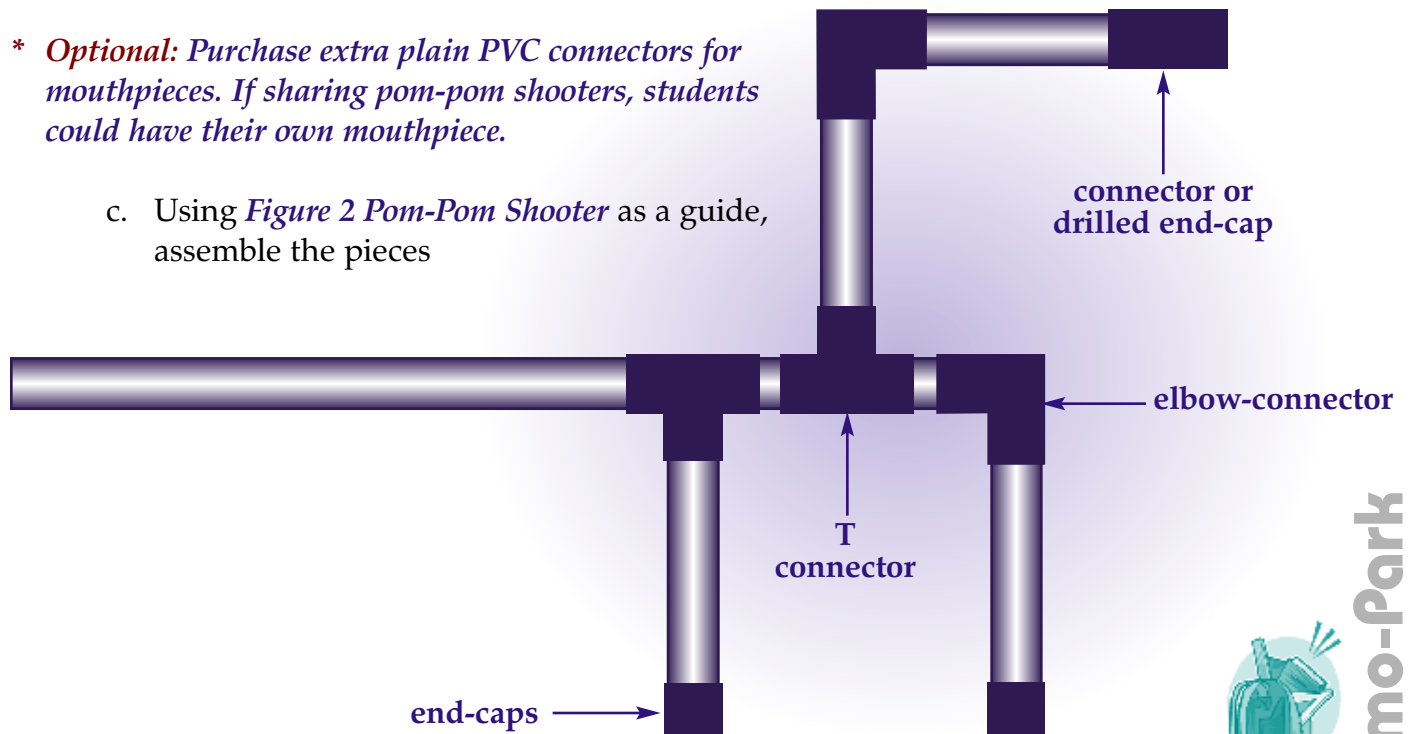 * Optional: Purchase extra plain PVC connectors for
mouthpieces. If sharing pom-pom shooters, students
could have their own mouthpiece.
c. Using Figure 2 Pom-Pom Shooter as a guide,
assemble the pieces
connector or
drilled end-cap
elbow-connector
T
connector
end-caps
mo-Park